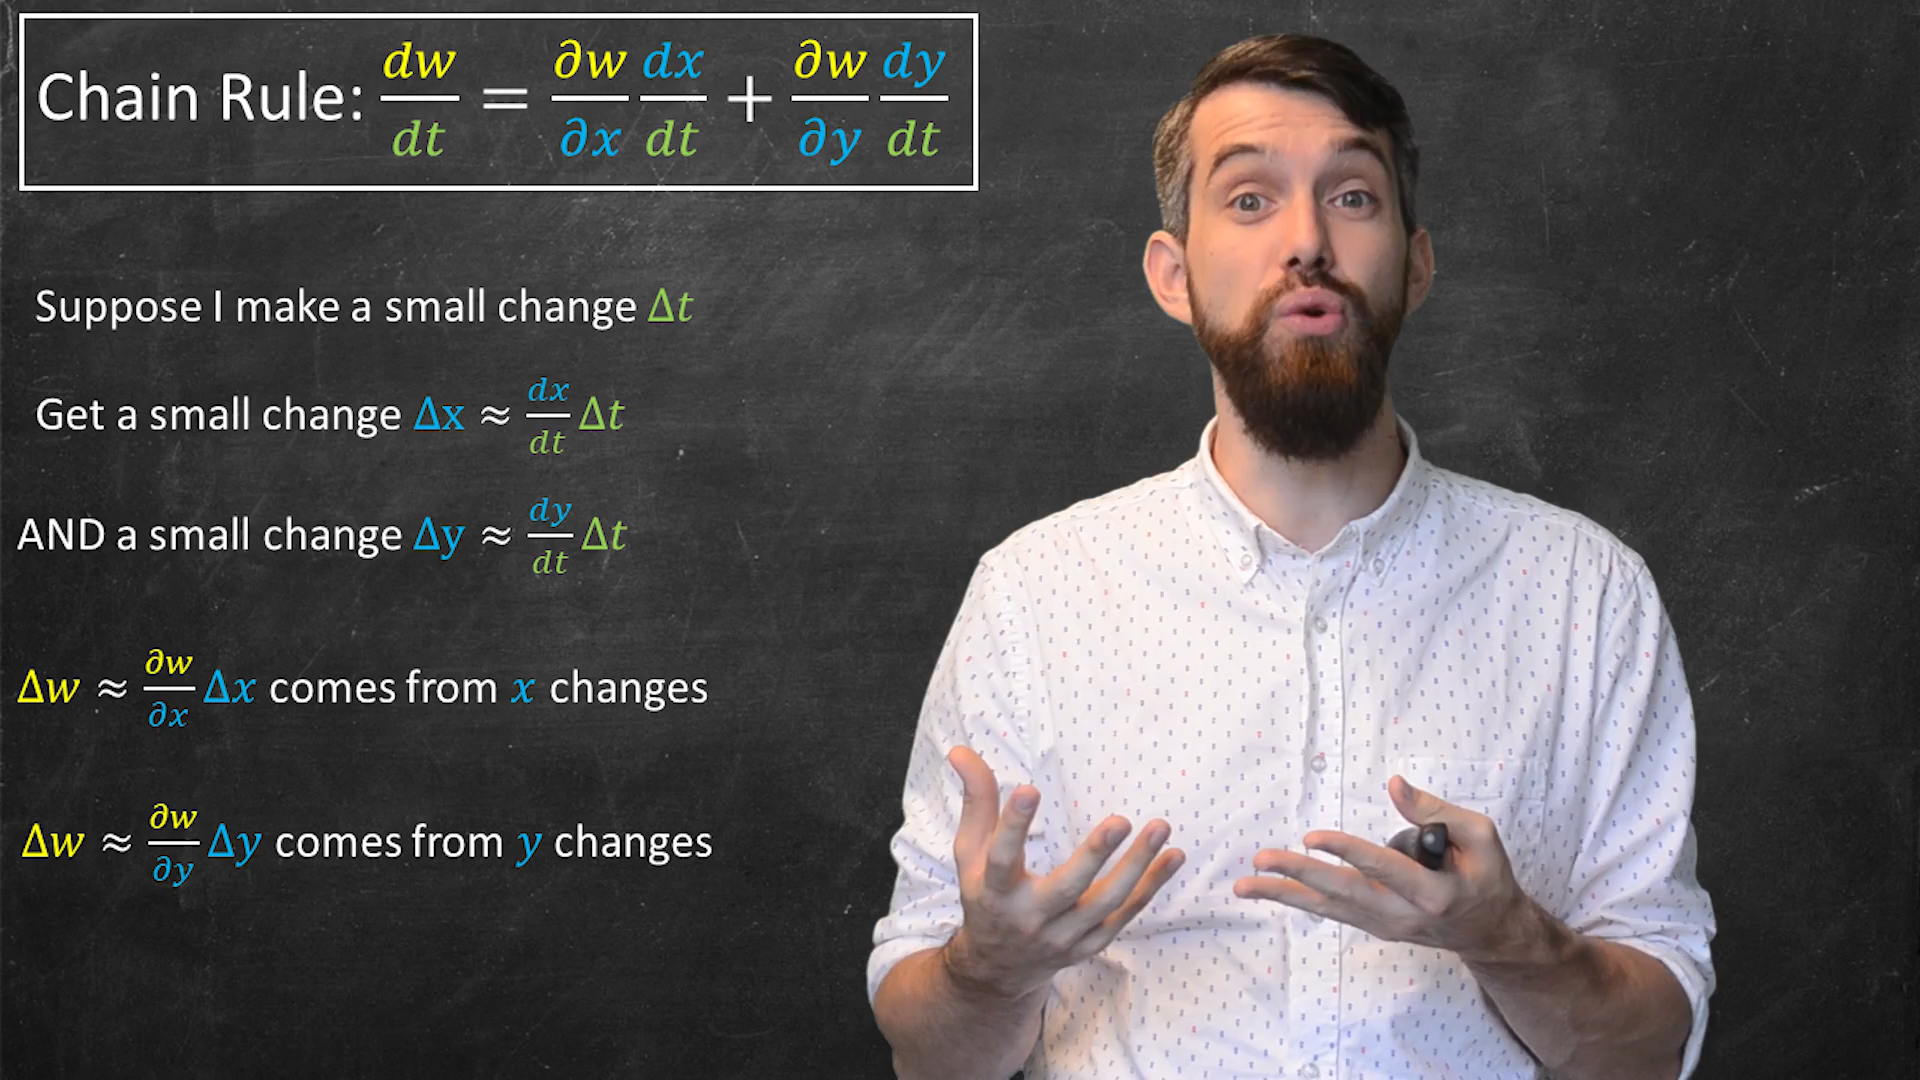 Chain Rule: dw/dt = ∂w/∂x dx/dt + ∂w/∂y dy/dt
Suppose I make a small change Δt
Get a small change Δx ≈ dx/dt Δt
AND a small change Δy ≈ dy/dt Δt
Δw ≈ ∂w/∂x Δx comes from x changes
Δw ≈ ∂w/∂y Δy comes from y changes